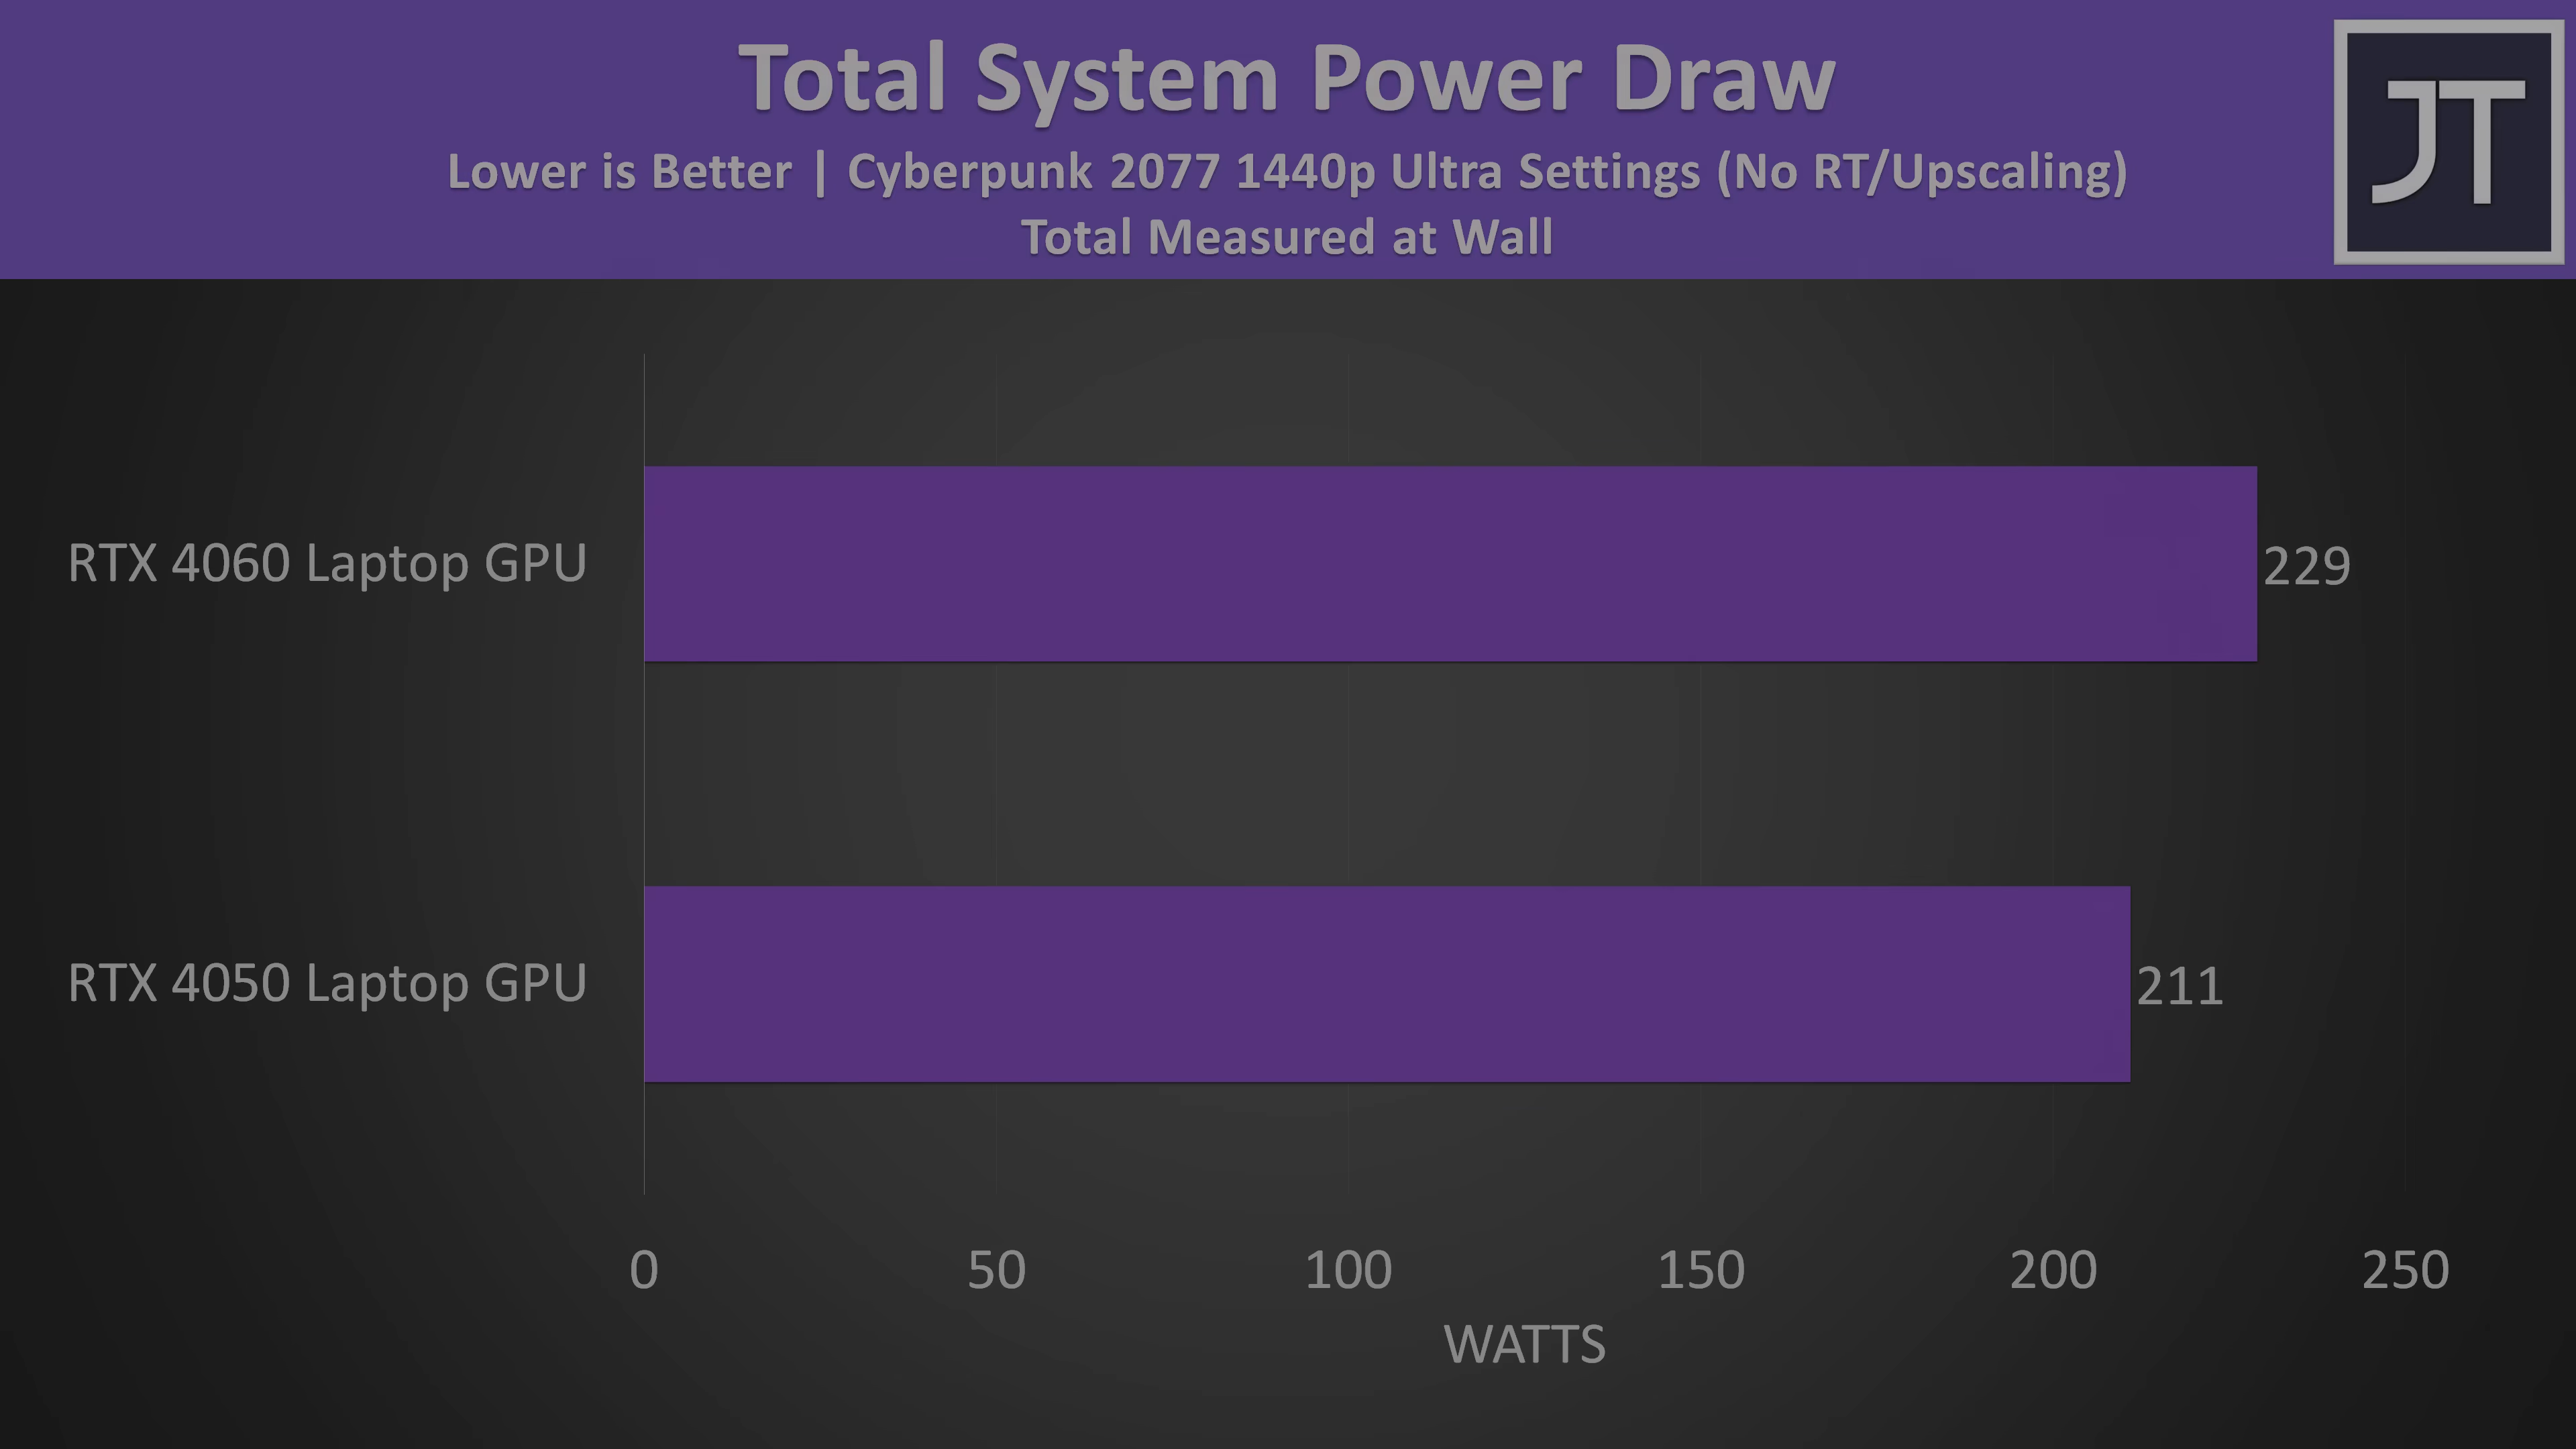 Total System Power Draw
Lower is Better | Cyberpunk 2077 1440p Ultra Settings (No RT/Upscaling)
Total Measured at Wall
JT
RTX 4060 Laptop GPU
229
RTX 4050 Laptop GPU
211
0 50 100 150 200 250
WATTS